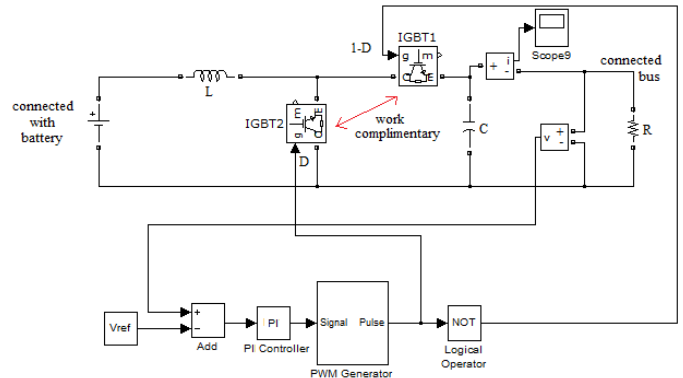 IGBT1
1-D
g m
C E
+ i
-
Scope9
connected
bus
L
connected
with
battery
+
IGBT2
m E
g C
work
complimentary
C
v +
-
R
D
Vref
+
-
Add
PI
PI Controller
Signal Pulse
PWM Generator
NOT
Logical
Operator